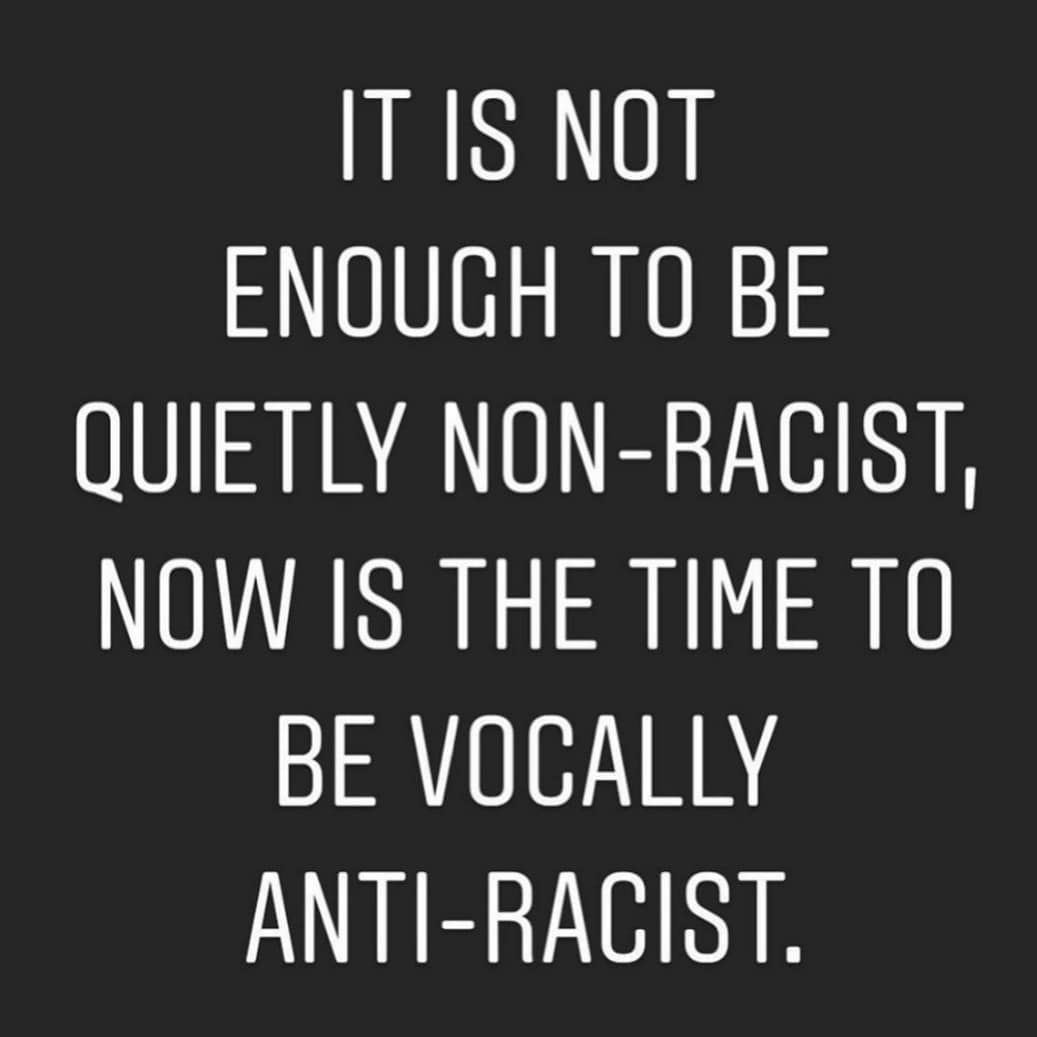 IT IS NOT
ENOUGH TO BE
QUIETLY NON-RACIST,
NOW IS THE TIME TO
BE VOCALLY
ANTI-RACIST.